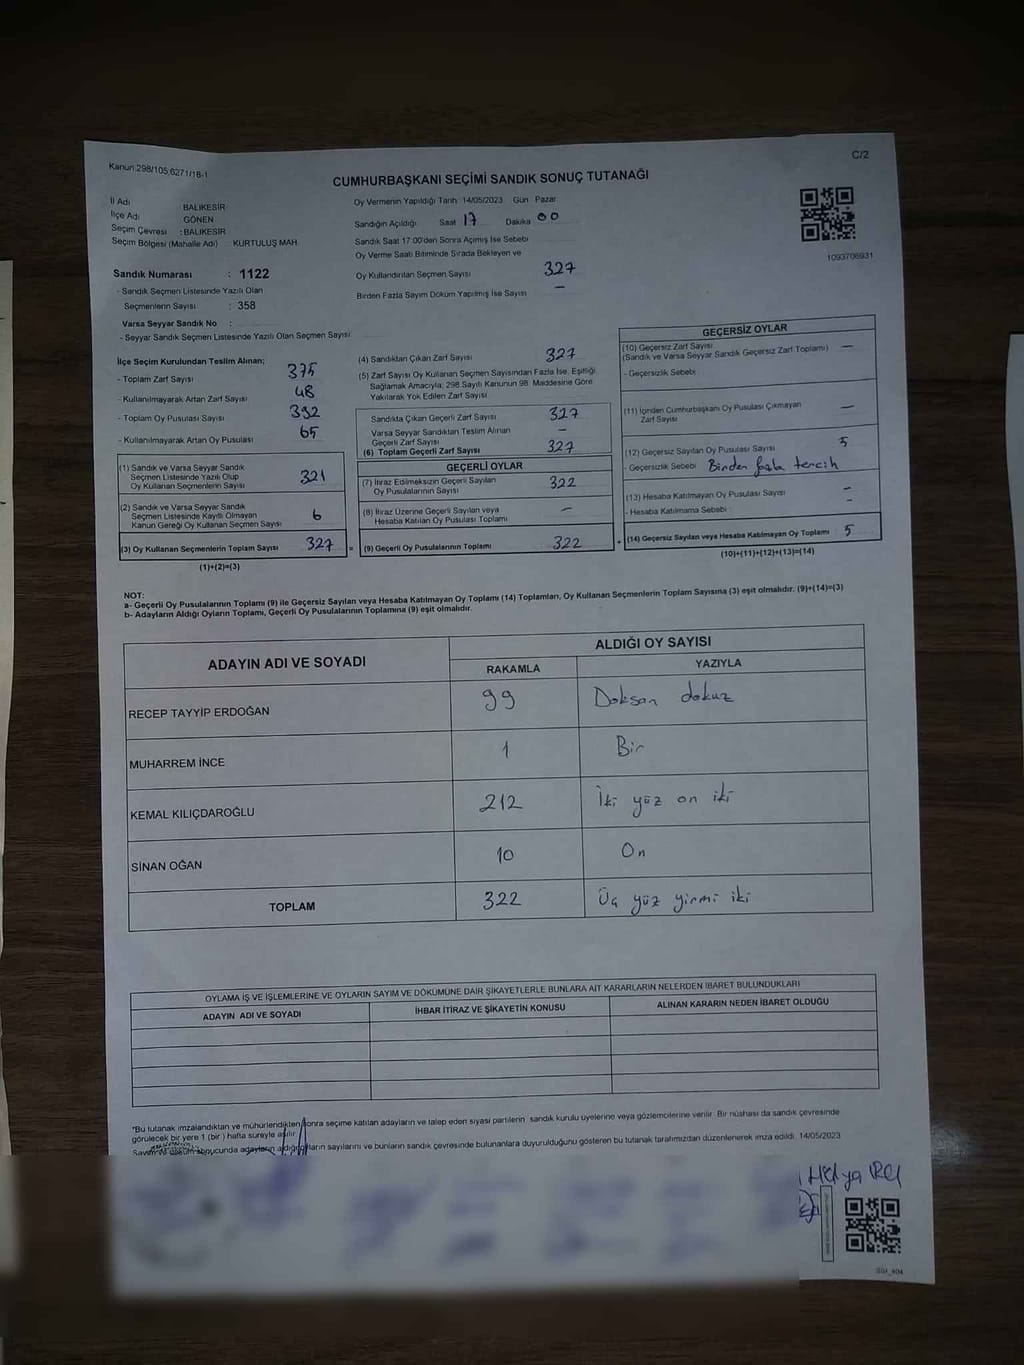 Kanun:298/105,6271/18-1
C/2
CUMHURBAŞKANI SEÇİMİ SANDIK SONUÇ TUTANAĞI
İl Adı BALIKESİR
İlçe Adı GÖNEN
Seçim Çevresi : BALIKESİR
Seçim Bölgesi (Mahalle Adı) KURTULUŞ MAH
Sandık Numarası : 1122
- Sandık Seçmen Listesinde Yazılı Olan
Seçmenlerin Sayısı : 358
Varsa Seyyar Sandık No :
- Seyyar Sandık Seçmen Listesinde Yazılı Olan Seçmen Sayısı:
Oy Vermenin Yapıldığı Tarih 14/05/2023 Gün Pazar
Sandığın Açıldığı Saat 17 Dakika 00
Sandık Saat 17:00'den Sonra Açımış İse Sebebi
Oy Verme Saati Bitiminde Sırada Bekleyen ve
Oy Kullandırılan Seçmen Sayısı 327
Birden Fazla Sayım Döküm Yapılmış İse Sayısı –
1093706931
İlçe Seçim Kurulundan Teslim Alınan;
- Toplam Zarf Sayısı 375
- Kullanılmayarak Artan Zarf Sayısı 48
- Toplam Oy Pusulası Sayısı 392
- Kullanılmayarak Artan Oy Pusulası 65
(1) Sandık ve Varsa Seyyar Sandık
Seçmen Listesinde Yazılı Olup
Oy Kullanan Seçmenlerin Sayısı 321
(2) Sandık ve Varsa Seyyar Sandık
Seçmen Listesinde Kayıtlı Olmayan
Kanun Gereği Oy Kullanan Seçmen Sayısı 6
(3) Oy Kullanan Seçmenlerin Toplam Sayısı 327 =
(1)+(2)=(3)
(4) Sandıktan Çıkan Zarf Sayısı 327
(5) Zarf Sayısı Oy Kullanan Seçmen Sayısından Fazla İse, Eşitliği
Sağlamak Amacıyla; 298 Sayılı Kanunun 98. Maddesine Göre
Yakılarak Yok Edilen Zarf Sayısı
Sandıkta Çıkan Geçerli Zarf Sayısı 327
Varsa Seyyar Sandıktan Teslim Alınan
Geçerli Zarf Sayısı –
(6) Toplam Geçerli Zarf Sayısı 327
GEÇERLİ OYLAR
(7) İtiraz Edilmeksizin Geçerli Sayılan
Oy Pusulalarının Sayısı 322
(8) İtiraz Üzerine Geçerli Sayılan veya
Hesaba Katılan Oy Pusulası Toplamı –
(9) Geçerli Oy Pusulalarının Toplamı 322 +
GEÇERSİZ OYLAR
(10) Geçersiz Zarf Sayısı
(Sandık ve Varsa Seyyar Sandık Geçersiz Zarf Toplamı) –
- Geçersizlik Sebebi
(11) İçinden Cumhurbaşkanı Oy Pusulası Çıkmayan
Zarf Sayısı –
(12) Geçersiz Sayılan Oy Pusulası Sayısı 5
- Geçersizlik Sebebi Birden fazla tercih
(13) Hesaba Katılmayan Oy Pusulası Sayısı –
- Hesaba Katılmama Sebebi –
(14) Geçersiz Sayılan veya Hesaba Katılmayan Oy Toplamı 5
(10)+(11)+(12)+(13)=(14)
NOT:
a- Geçerli Oy Pusulalarının Toplamı (9) ile Geçersiz Sayılan veya Hesaba Katılmayan Oy Toplamı (14) Toplamları, Oy Kullanan Seçmenlerin Toplam Sayısına (3) eşit olmalıdır. (9)+(14)=(3)
b- Adayların Aldığı Oyların Toplamı, Geçerli Oy Pusulalarının Toplamına (9) eşit olmalıdır.
ADAYIN ADI VE SOYADI
ALDIĞI OY SAYISI
RAKAMLA YAZIYLA
RECEP TAYYİP ERDOĞAN 99 Doksan dokuz
MUHARREM İNCE 1 Bir
KEMAL KILIÇDAROĞLU 212 İki yüz on iki
SİNAN OĞAN 10 On
TOPLAM 322 Üç yüz yirmi iki
OYLAMA İŞ VE İŞLEMLERİNE VE OYLARIN SAYIM VE DÖKÜMÜNE DAİR ŞİKAYETLERLE BUNLARA AİT KARARLARIN NELERDEN İBARET BULUNDUKLARI
ADAYIN ADI VE SOYADI İHBAR İTİRAZ VE ŞİKAYETİN KONUSU ALINAN KARARIN NEDEN İBARET OLDUĞU
*Bu tutanak imzalandıktan ve mühürlendikten sonra seçime katılan adayların ve talep eden siyasi partilerin sandık kurulu üyelerine veya gözlemcilerine verilir. Bir nüshası da sandık çevresinde
görülecek bir yere 1 (bir) hafta süreyle asılır.
adayların aldığı oyların sayılarını ve bunların sandık çevresinde bulunanlara duyurulduğunu gösteren bu tutanak tarafımızdan düzenlenerek imza edildi. 14/05/2023